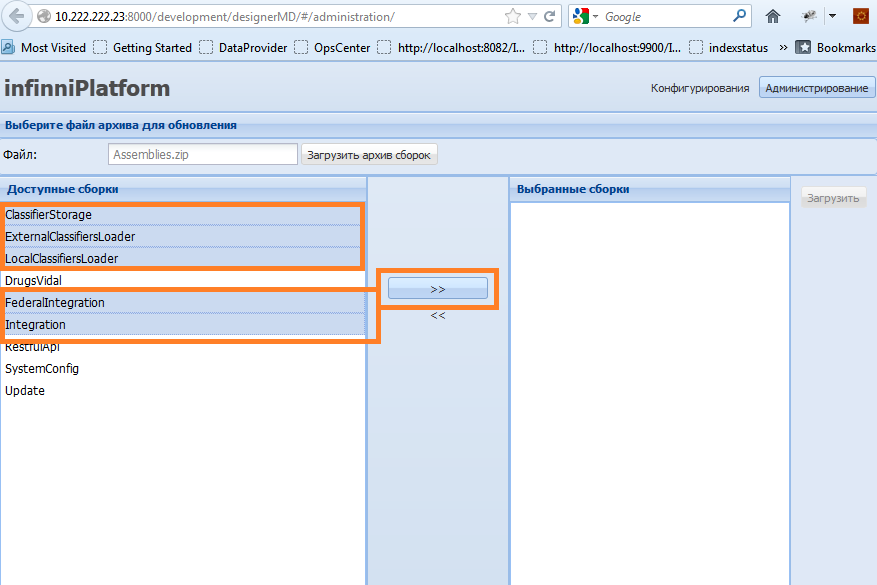 10.222.222.23:8000/development/designerMD/#/administration/
Google
Most Visited Getting Started DataProvider OpsCenter http://localhost:8082/I... http://localhost:9900/I... indexstatus » Bookmarks
infinniPlatform
Конфигурирования Администрирование
Выберите файл архива для обновления
Файл: Assemblies.zip Загрузить архив сборок
Доступные сборки
Выбранные сборки
Загрузить
ClassifierStorage
ExternalClassifiersLoader
LocalClassifiersLoader
DrugsVidal
FederalIntegration
Integration
RestfulApi
SystemConfig
Update
>>
<<